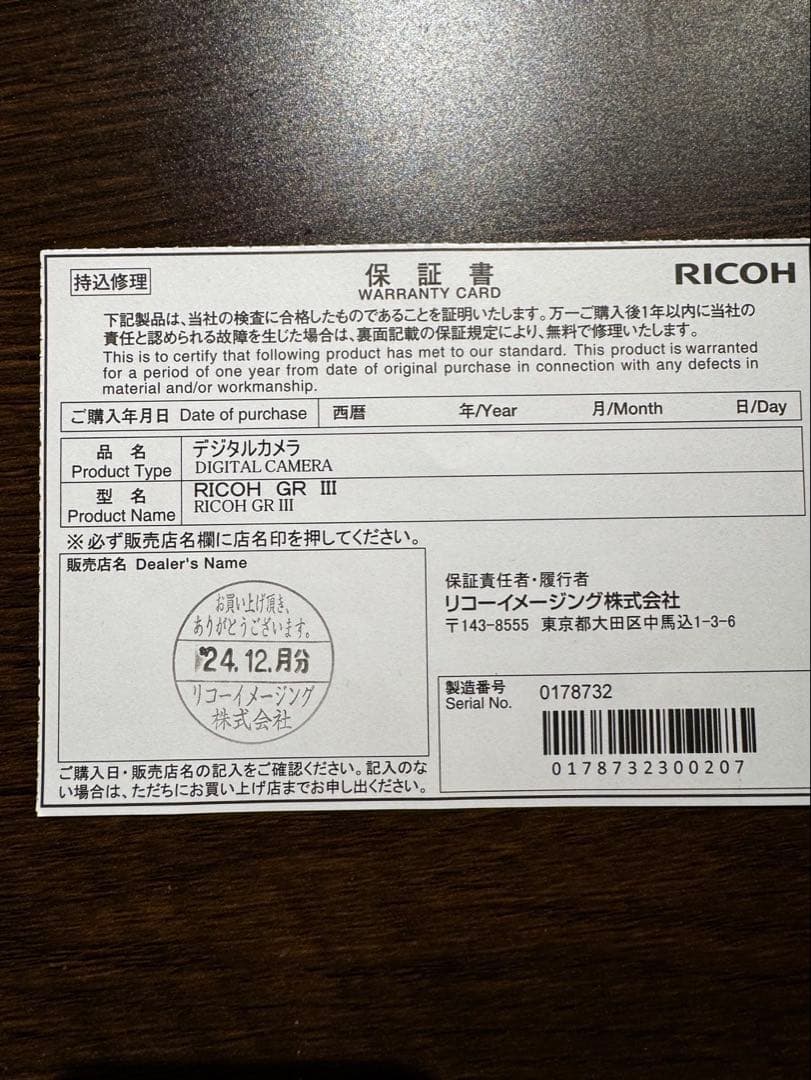 持込修理
保証書
WARRANTY CARD
RICOH
下記製品は、当社の検査に合格したものであることを証明いたします。万一ご購入後1年以内に当社の
責任と認められる故障を生じた場合は、裏面記載の保証規定により、無料で修理いたします。
This is to certify that following product has met to our standard. This product is warranted
for a period of one year from date of original purchase in connection with any defects in
material and/or workmanship.
ご購入年月日 Date of purchase 西暦 年/Year 月/Month 日/Day
品名 デジタルカメラ
Product Type DIGITAL CAMERA
型名 RICOH GR III
Product Name RICOH GR III
※必ず販売店名欄に店名印を押してください。
販売店名 Dealer's Name
お買い上げ頂き、
ありがとうございます。
'24.12.月分
リコーイメージング
株式会社
保証責任者・履行者
リコーイメージング株式会社
〒143-8555 東京都大田区中馬込1-3-6
製造番号 0178732
Serial No.
0178732300207
ご購入日・販売店名の記入をご確認ください。記入のな
い場合は、ただちにお買い上げ店までお申し出ください。